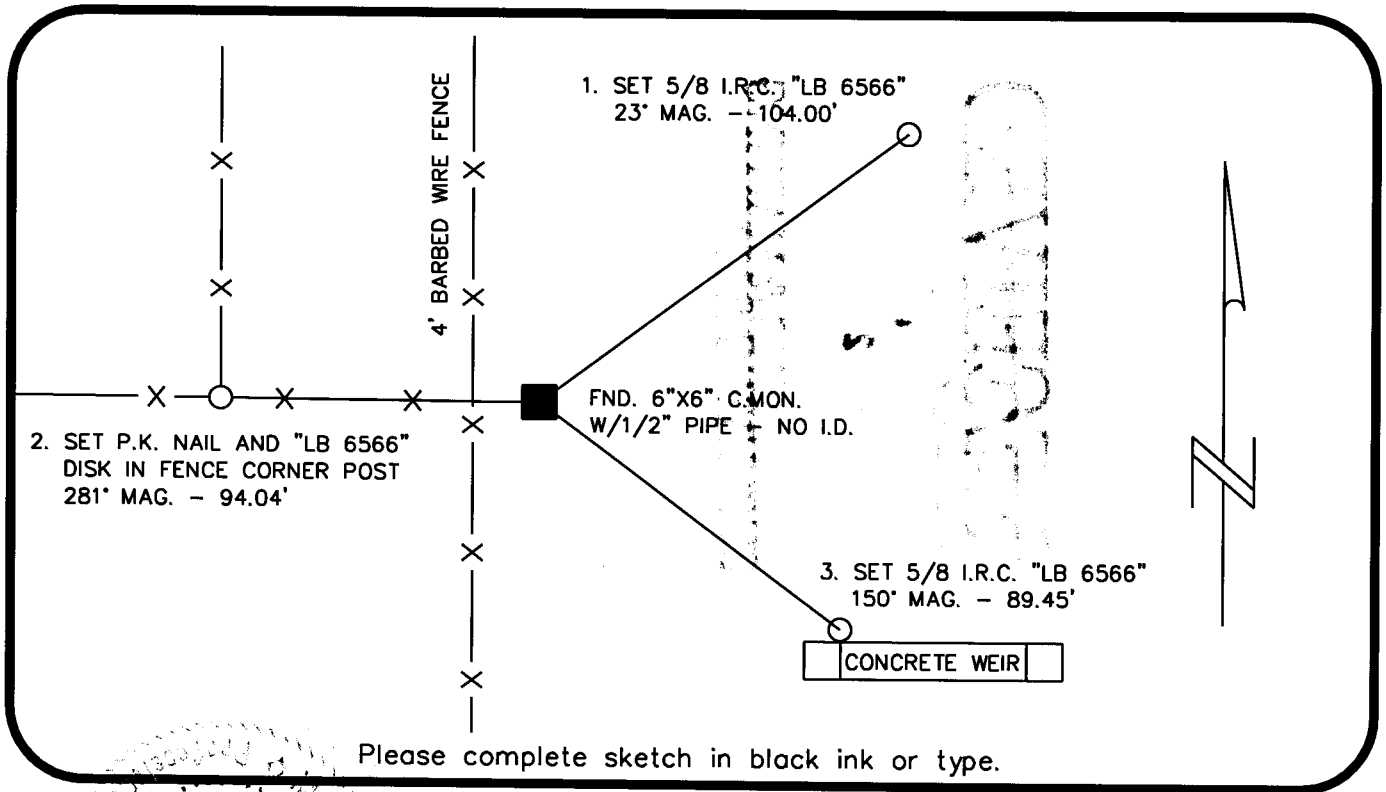 1. SET 5/8 I.R.C. "LB 6566"
23° MAG. - 104.00'
4' BARBED WIRE FENCE
FND. 6"X6" C.MON.
W/1/2" PIPE - NO I.D.
2. SET P.K. NAIL AND "LB 6566"
DISK IN FENCE CORNER POST
281° MAG. - 94.04'
3. SET 5/8 I.R.C. "LB 6566"
150° MAG. - 89.45'
CONCRETE WEIR
N
Please complete sketch in black ink or type.